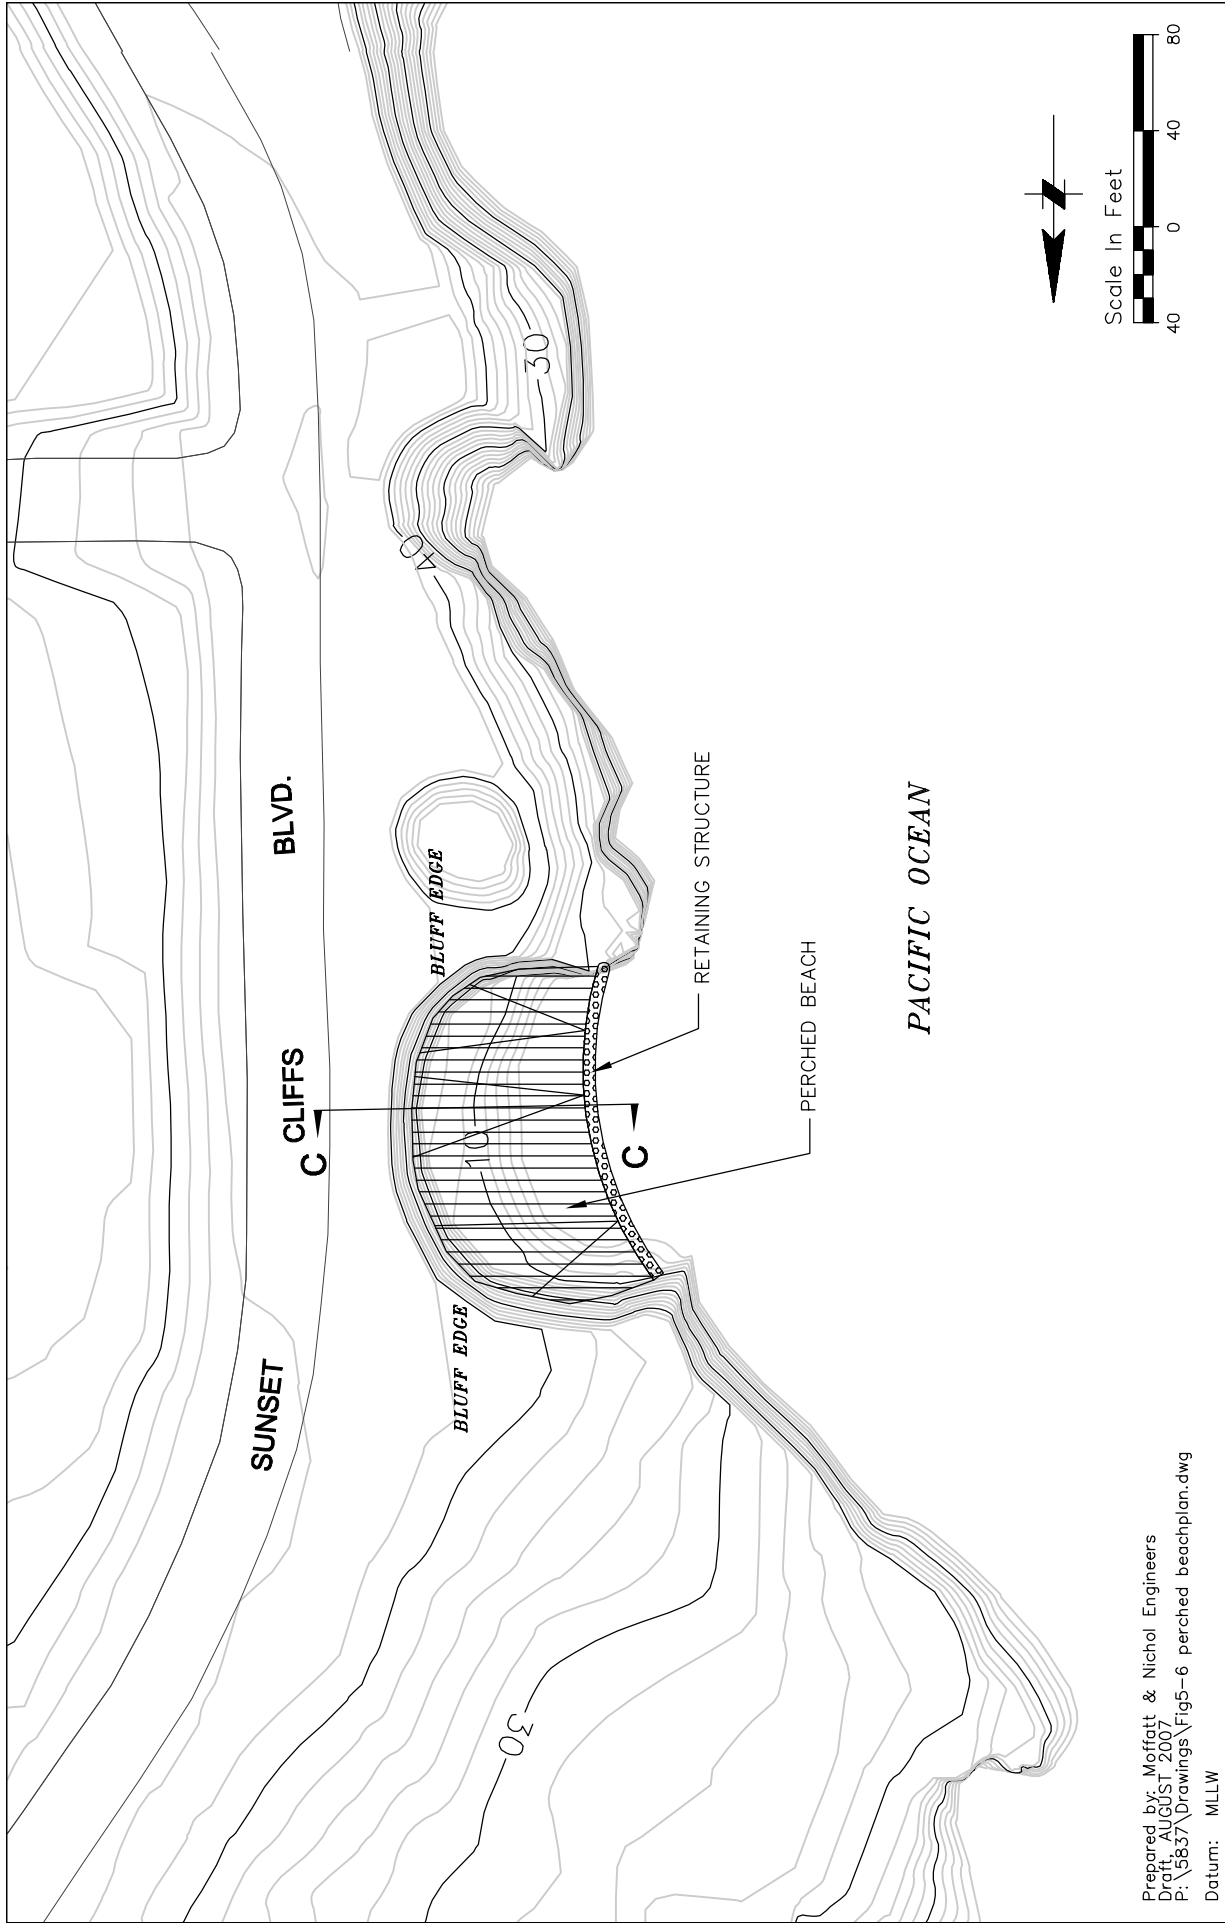 SUNSET
CLIFFS
BLVD.
BLUFF EDGE
BLUFF EDGE
C
C
10
40
30
30
RETAINING STRUCTURE
PERCHED BEACH
PACIFIC OCEAN
Scale In Feet
40 0 40 80
Prepared by: Moffatt & Nichol Engineers
Draft, AUGUST 2007
P: \5837\Drawings\Fig5-6 perched beachplan.dwg
Datum: MLLW